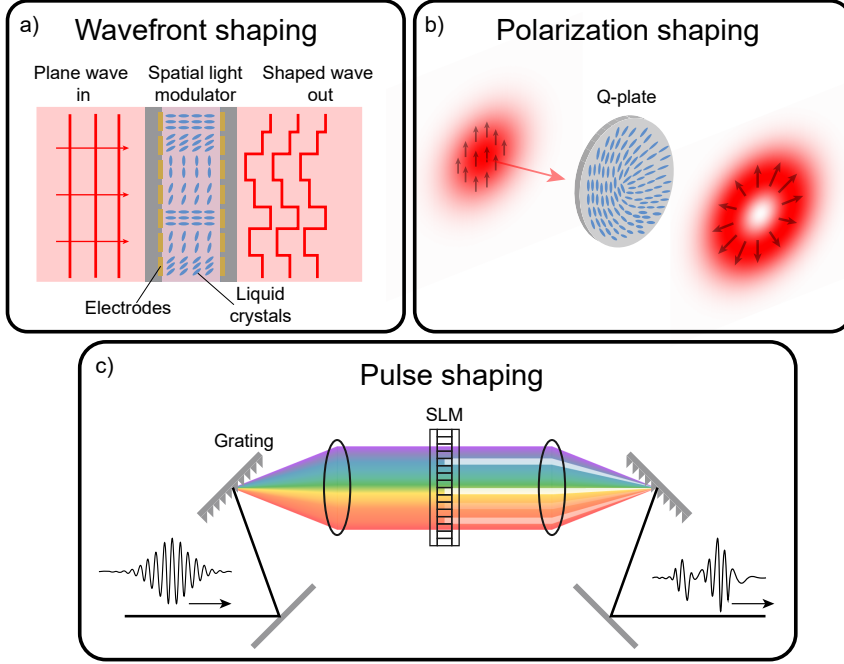 a)
Wavefront shaping
Plane wave
in
Spatial light
modulator
Shaped wave
out
Electrodes
Liquid
crystals
b)
Polarization shaping
Q-plate
c)
Pulse shaping
SLM
Grating